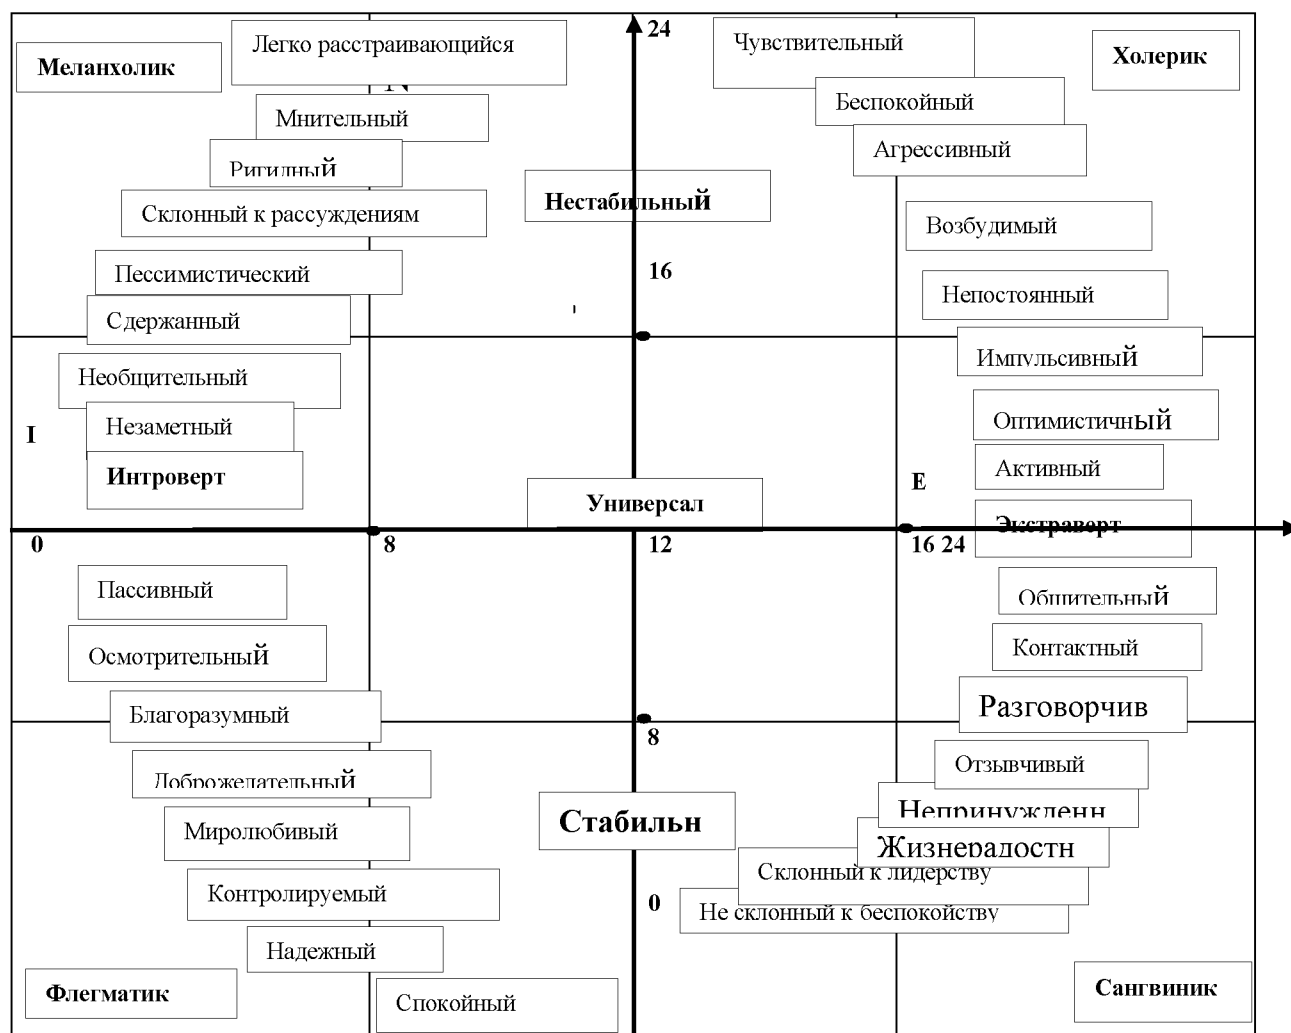 Меланхолик
Легко расстраивающийся
24
Чувствительный
Холерик
N
Мнительный
Беспокойный
Ригидный
Агрессивный
Склонный к рассуждениям
Нестабильный
Возбудимый
Пессимистический
16
Непостоянный
Сдержанный
Импульсивный
Необщительный
Оптимистичный
I
Незаметный
Активный
Интроверт
Универсал
E
Экстраверт
0
8
12
16 24
Пассивный
Общительный
Осмотрительный
Контактный
Благоразумный
Разговорчив
8
Доброжелательный
Отзывчивый
Непринужденн
Миролюбивый
Стабильн
Жизнерадостн
Склонный к лидерству
Контролируемый
0
Не склонный к беспокойству
Надежный
Флегматик
Спокойный
Сангвиник